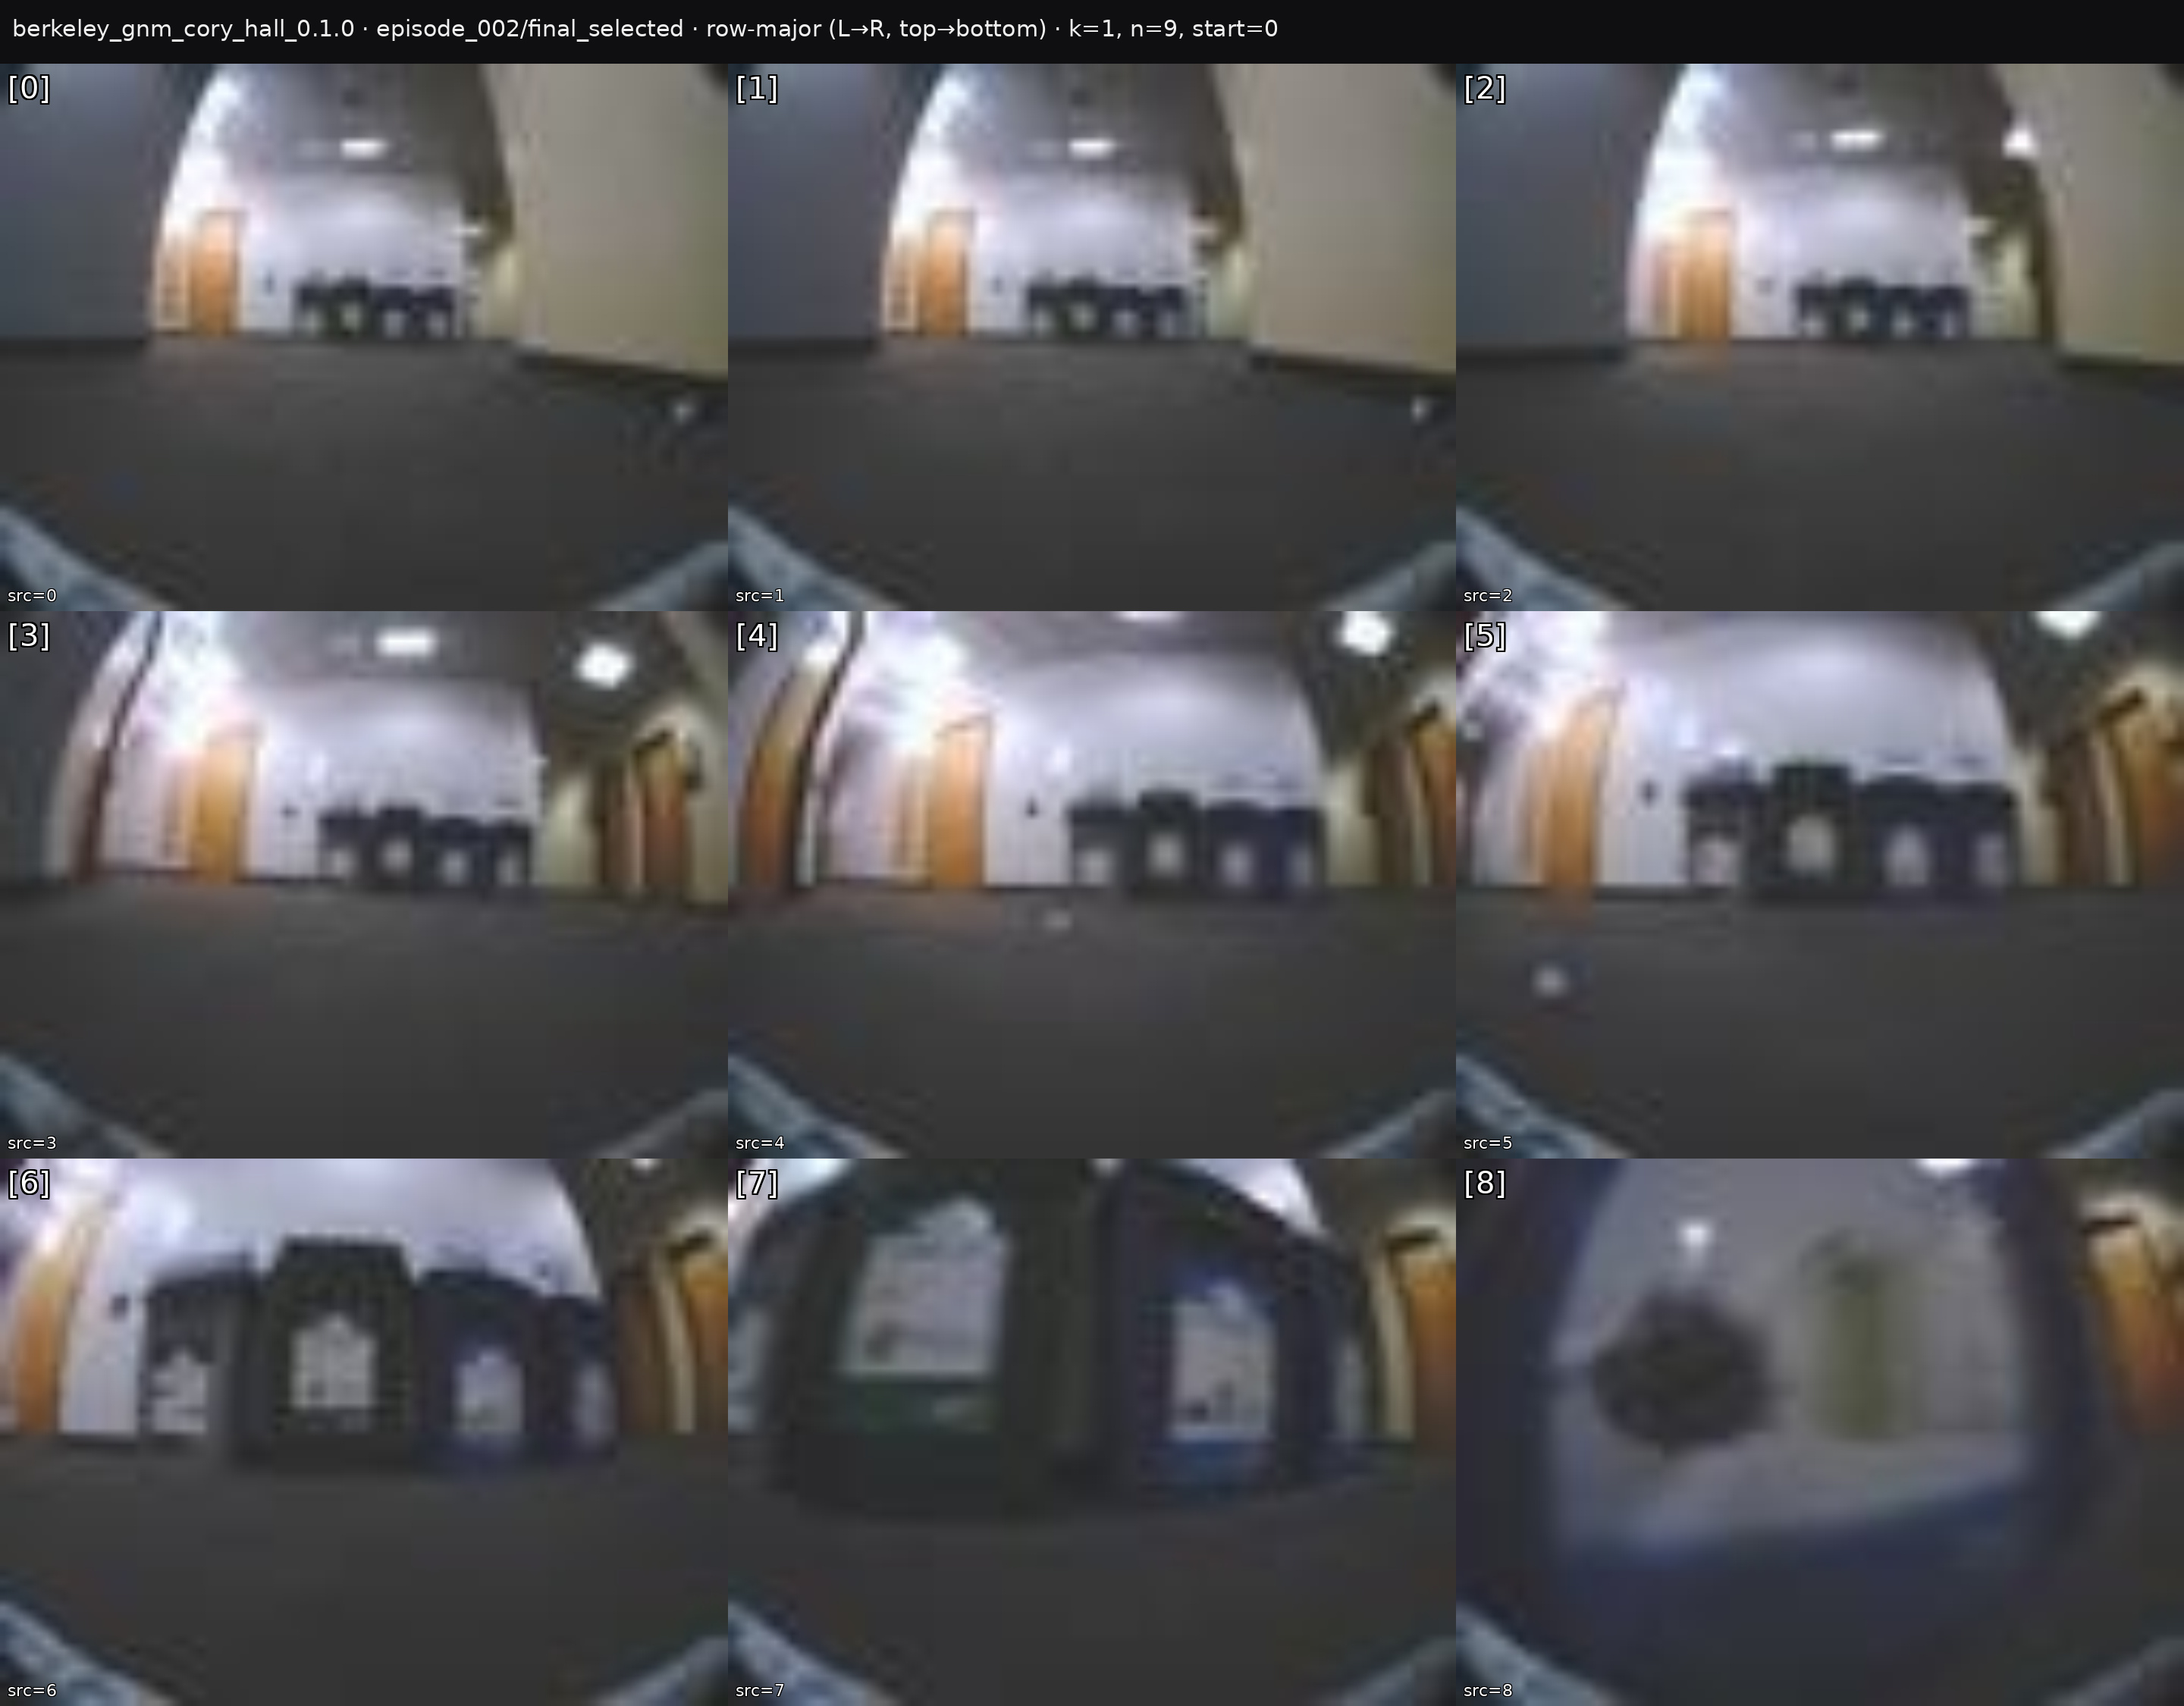 berkeley_gnm_cory_hall_0.1.0 · episode_002/final_selected · row-major (L→R, top→bottom) · k=1, n=9, start=0
[0]
[1]
[2]
src=0
src=1
src=2
[3]
[4]
[5]
src=3
src=4
src=5
[6]
[7]
[8]
src=6
src=7
src=8